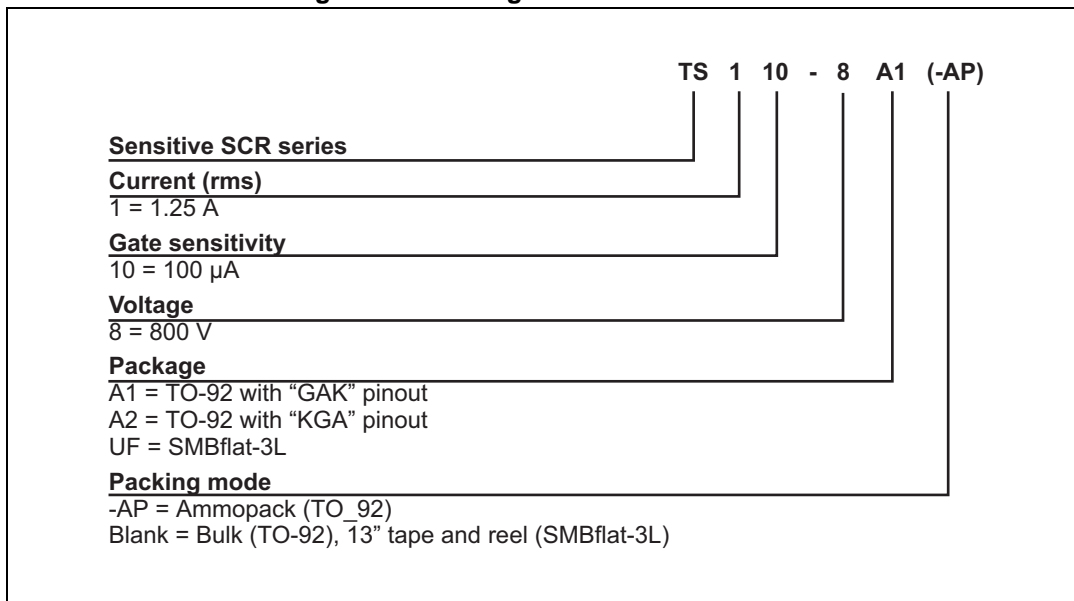 TS 1 10 - 8 A1 (-AP)
Sensitive SCR series
Current (rms)
1 = 1.25 A
Gate sensitivity
10 = 100 µA
Voltage
8 = 800 V
Package
A1 = TO-92 with “GAK” pinout
A2 = TO-92 with “KGA” pinout
UF = SMBflat-3L
Packing mode
-AP = Ammopack (TO_92)
Blank = Bulk (TO-92), 13” tape and reel (SMBflat-3L)